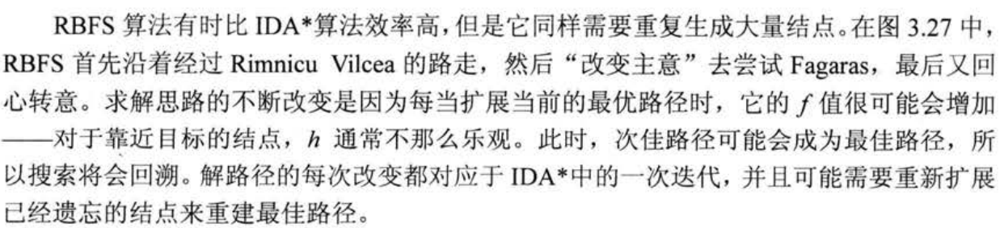 RBFS 算法有时比 IDA*算法效率高，但是它同样需要重复生成大量结点。在图 3.27 中，
RBFS 首先沿着经过 Rimnicu Vilcea 的路走，然后“改变主意”去尝试 Fagaras，最后又回
心转意。求解思路的不断改变是因为每当扩展当前的最优路径时，它的 f 值很可能会增加
——对于靠近目标的结点，h 通常不那么乐观。此时，次佳路径可能会成为最佳路径，所
以搜索将会回溯。解路径的每次改变都对应于 IDA*中的一次迭代，并且可能需要重新扩展
已经遗忘的结点来重建最佳路径。